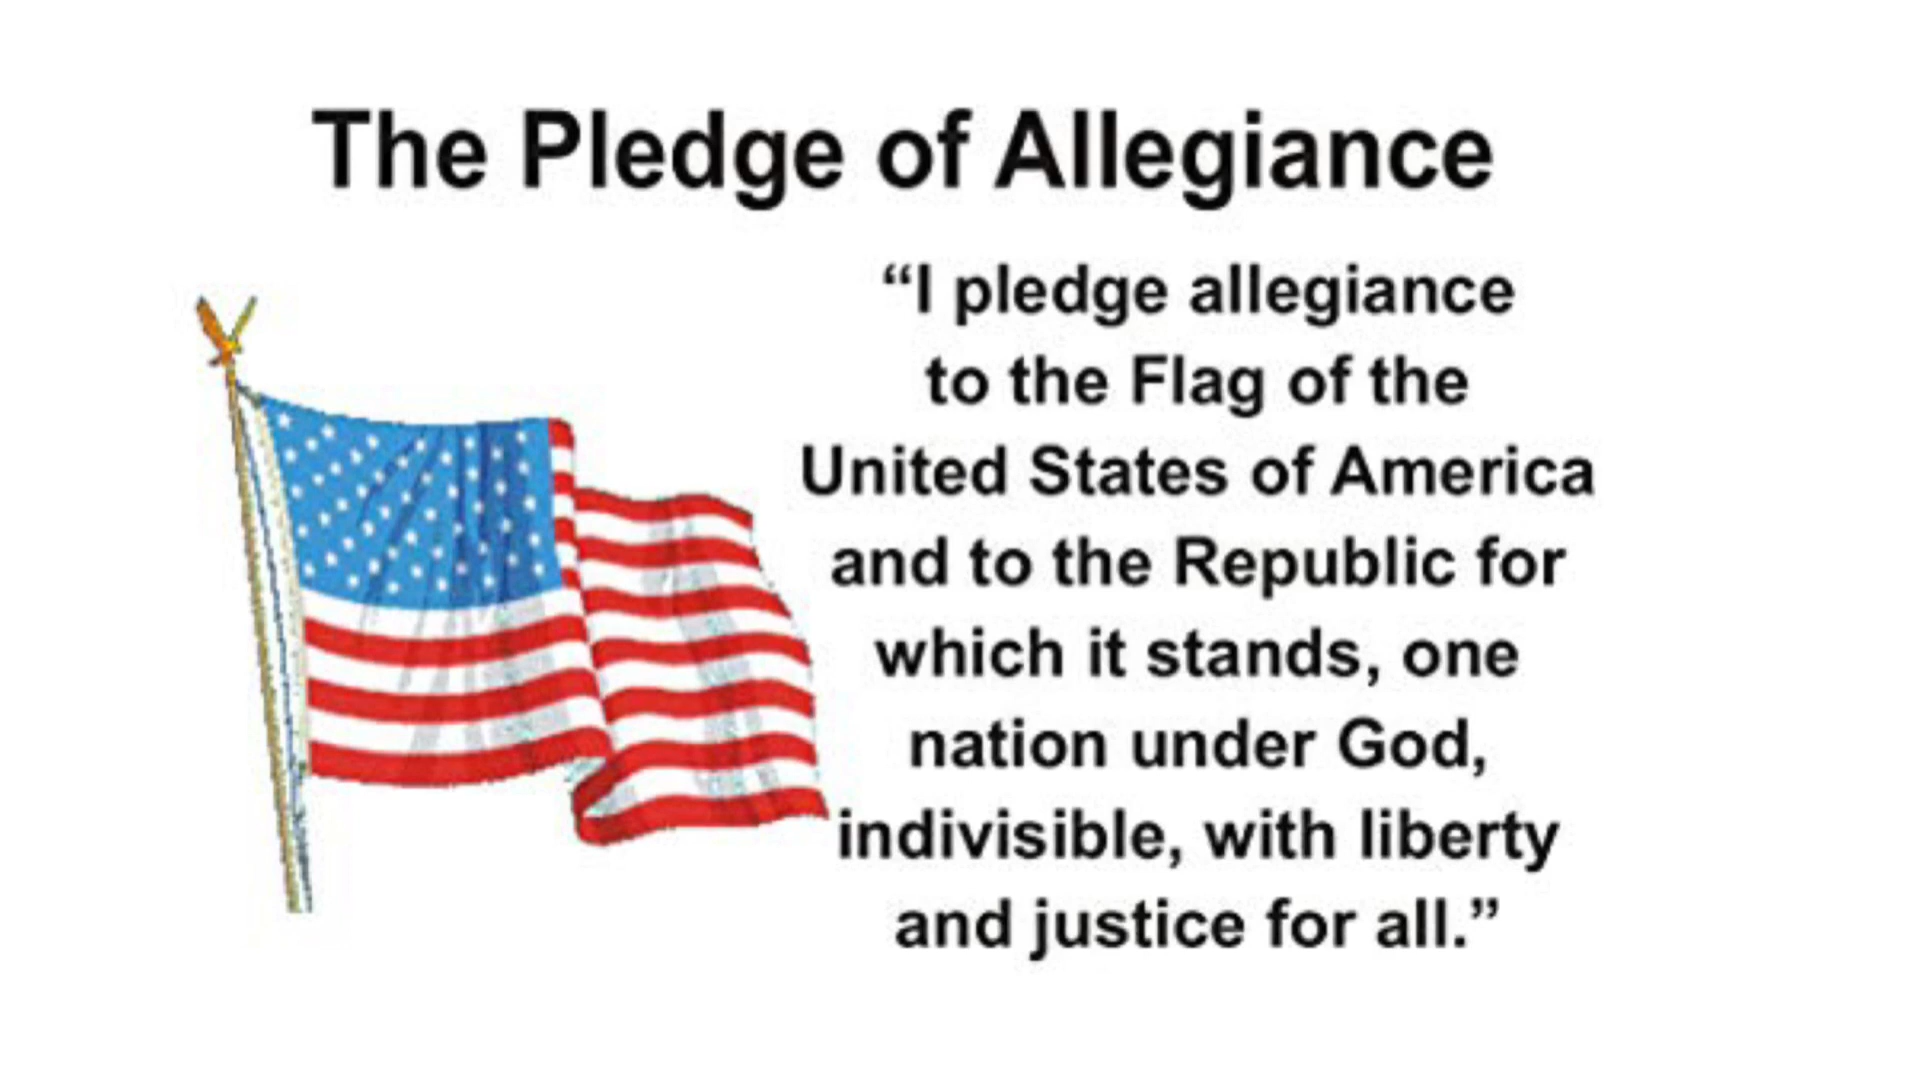 The Pledge of Allegiance
“I pledge allegiance
to the Flag of the
United States of America
and to the Republic for
which it stands, one
nation under God,
indivisible, with liberty
and justice for all.”